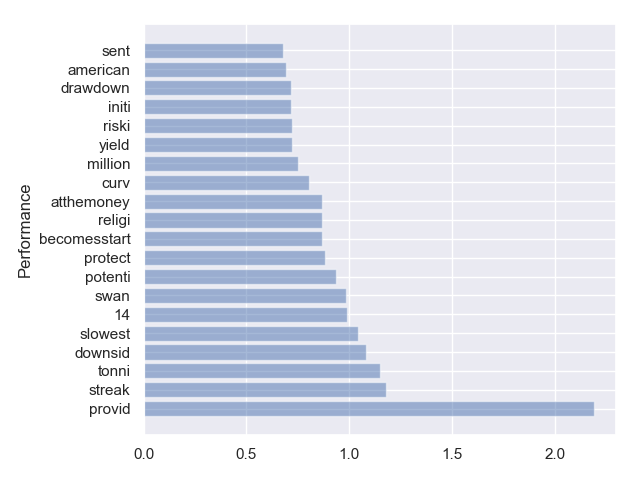 sent
american
drawdown
initi
riski
yield
million
curv
atthemoney
religi
becomesstart
protect
potenti
swan
14
slowest
downsid
tonni
streak
provid
Performance
0.0 0.5 1.0 1.5 2.0